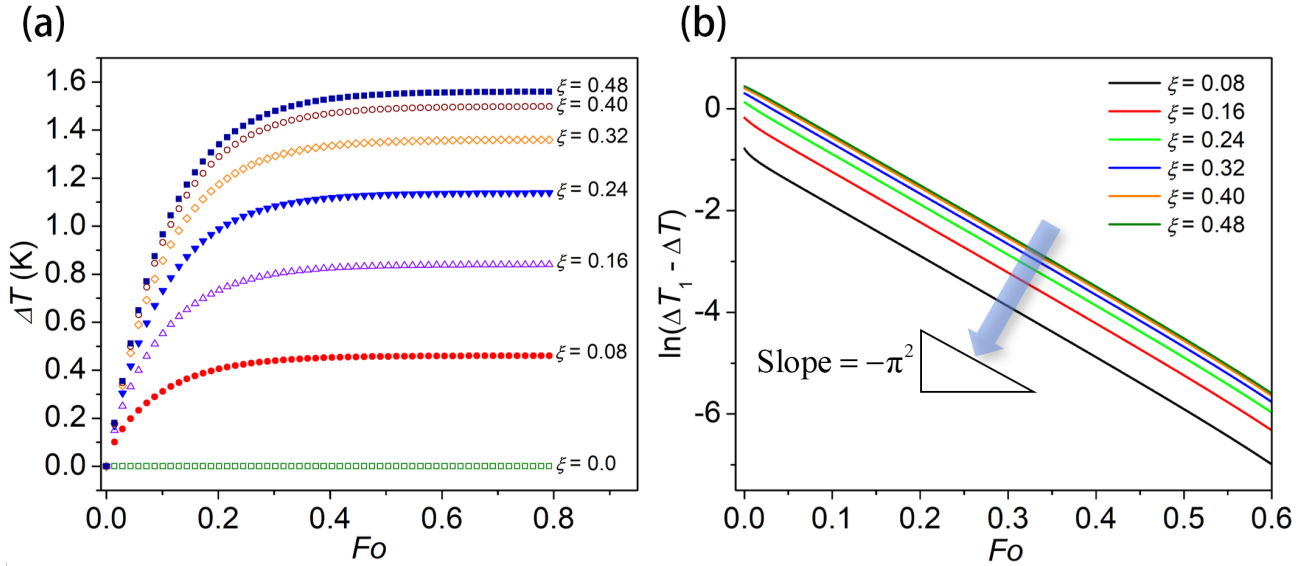 (a)
ΔT (K)
1.6
1.4
1.2
1.0
0.8
0.6
0.4
0.2
0.0
ξ = 0.48
ξ = 0.40
ξ = 0.32
ξ = 0.24
ξ = 0.16
ξ = 0.08
ξ = 0.0
0.0 0.2 0.4 0.6 0.8
Fo
(b)
ln(ΔT₁ - ΔT)
0
-2
-4
-6
ξ = 0.08
ξ = 0.16
ξ = 0.24
ξ = 0.32
ξ = 0.40
ξ = 0.48
Slope = −π²
0.0 0.1 0.2 0.3 0.4 0.5 0.6
Fo